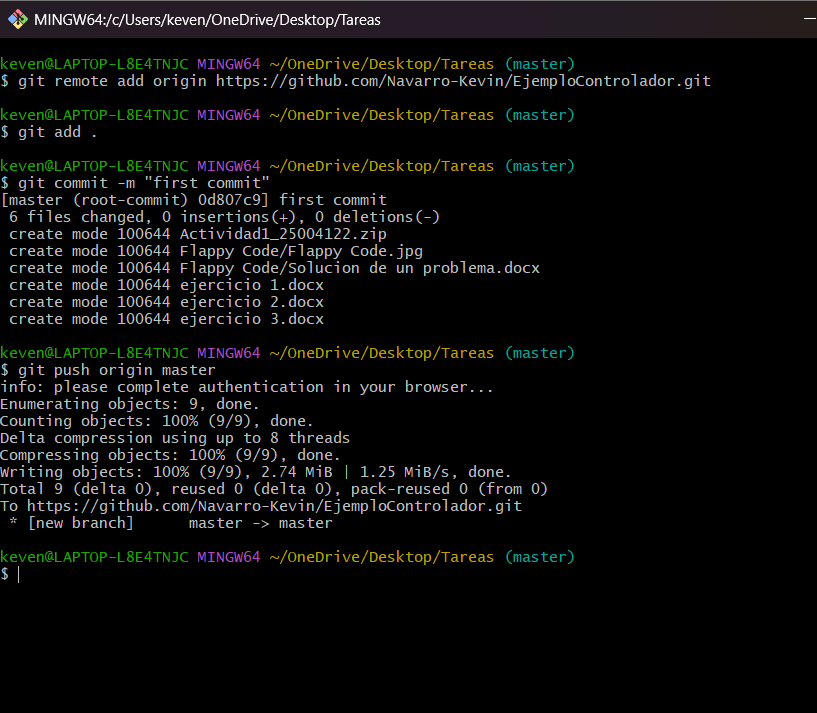 MINGW64:/c/Users/keven/OneDrive/Desktop/Tareas
keven@LAPTOP-L8E4TNJC MINGW64 ~/OneDrive/Desktop/Tareas (master)
$ git remote add origin https://github.com/Navarro-Kevin/EjemploControlador.git
keven@LAPTOP-L8E4TNJC MINGW64 ~/OneDrive/Desktop/Tareas (master)
$ git add .
keven@LAPTOP-L8E4TNJC MINGW64 ~/OneDrive/Desktop/Tareas (master)
$ git commit -m "first commit"
[master (root-commit) 0d807c9] first commit
 6 files changed, 0 insertions(+), 0 deletions(-)
 create mode 100644 Actividad1_25004122.zip
 create mode 100644 Flappy Code/Flappy Code.jpg
 create mode 100644 Flappy Code/Solucion de un problema.docx
 create mode 100644 ejercicio 1.docx
 create mode 100644 ejercicio 2.docx
 create mode 100644 ejercicio 3.docx
keven@LAPTOP-L8E4TNJC MINGW64 ~/OneDrive/Desktop/Tareas (master)
$ git push origin master
info: please complete authentication in your browser...
Enumerating objects: 9, done.
Counting objects: 100% (9/9), done.
Delta compression using up to 8 threads
Compressing objects: 100% (9/9), done.
Writing objects: 100% (9/9), 2.74 MiB | 1.25 MiB/s, done.
Total 9 (delta 0), reused 0 (delta 0), pack-reused 0 (from 0)
To https://github.com/Navarro-Kevin/EjemploControlador.git
 * [new branch]      master -> master
keven@LAPTOP-L8E4TNJC MINGW64 ~/OneDrive/Desktop/Tareas (master)
$